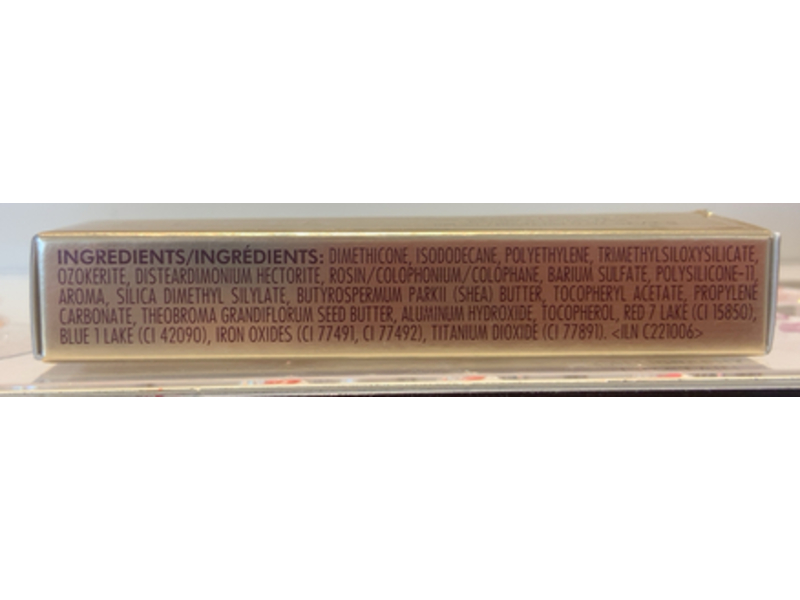 INGREDIENTS/INGRÉDIENTS: DIMETHICONE, ISODODECANE, POLYETHYLENE, TRIMETHYLSILOXYSILICATE,
OZOKERITE, DISTEARDIMONIUM HECTORITE, ROSIN/COLOPHONIUM/COLOPHANE, BARIUM SULFATE, POLYSILICONE-11,
AROMA, SILICA DIMETHYL SILYLATE, BUTYROSPERMUM PARKII (SHEA) BUTTER, TOCOPHERYL ACETATE, PROPYLENE
CARBONATE, THEOBROMA GRANDIFLORUM SEED BUTTER, ALUMINUM HYDROXIDE, TOCOPHEROL, RED 7 LAKE (CI 15850),
BLUE 1 LAKE (CI 42090), IRON OXIDES (CI 77491, CI 77492), TITANIUM DIOXIDE (CI 77891). <ILN C221006>